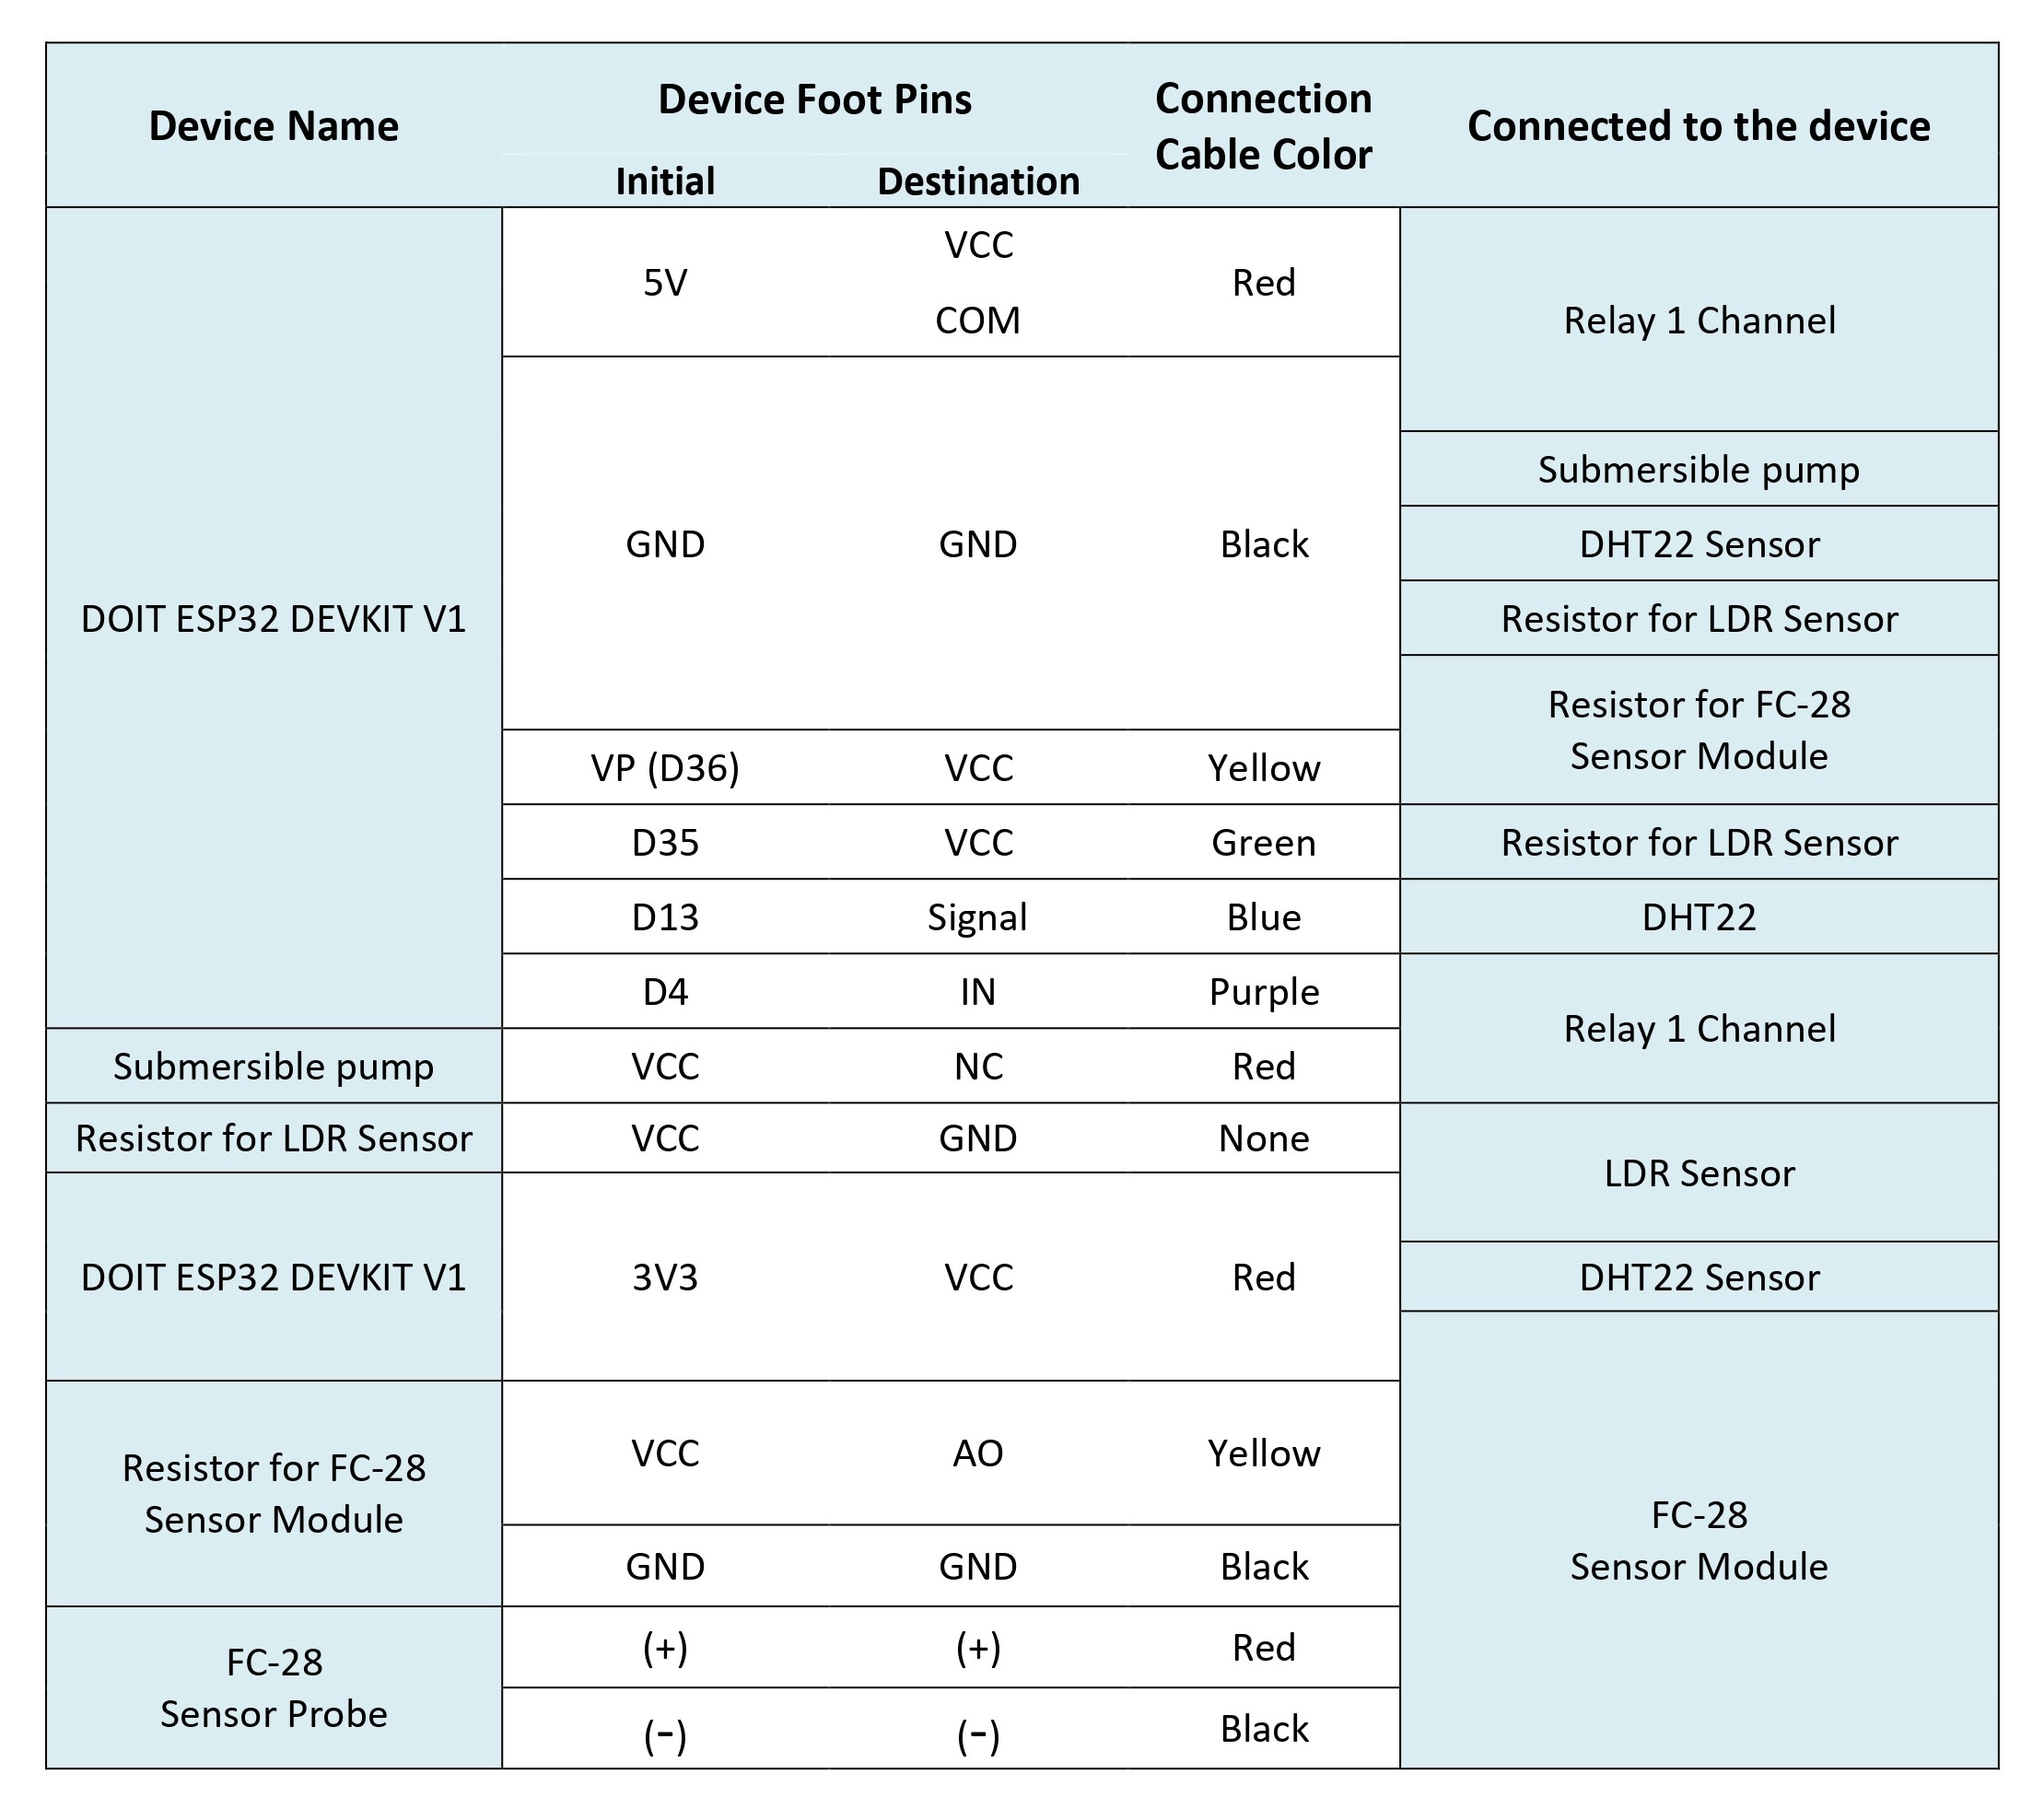 Device Name
Device Foot Pins
Connection
Cable Color
Connected to the device
Initial
Destination
DOIT ESP32 DEVKIT V1
5V
VCC
COM
Red
Relay 1 Channel
GND
GND
Black
Submersible pump
DHT22 Sensor
Resistor for LDR Sensor
Resistor for FC-28
Sensor Module
VP (D36)
VCC
Yellow
D35
VCC
Green
Resistor for LDR Sensor
D13
Signal
Blue
DHT22
D4
IN
Purple
Relay 1 Channel
Submersible pump
VCC
NC
Red
Resistor for LDR Sensor
VCC
GND
None
LDR Sensor
DOIT ESP32 DEVKIT V1
3V3
VCC
Red
DHT22 Sensor
Resistor for FC-28
Sensor Module
VCC
AO
Yellow
FC-28
Sensor Module
GND
GND
Black
FC-28
Sensor Probe
(+)
(+)
Red
(-)
(-)
Black